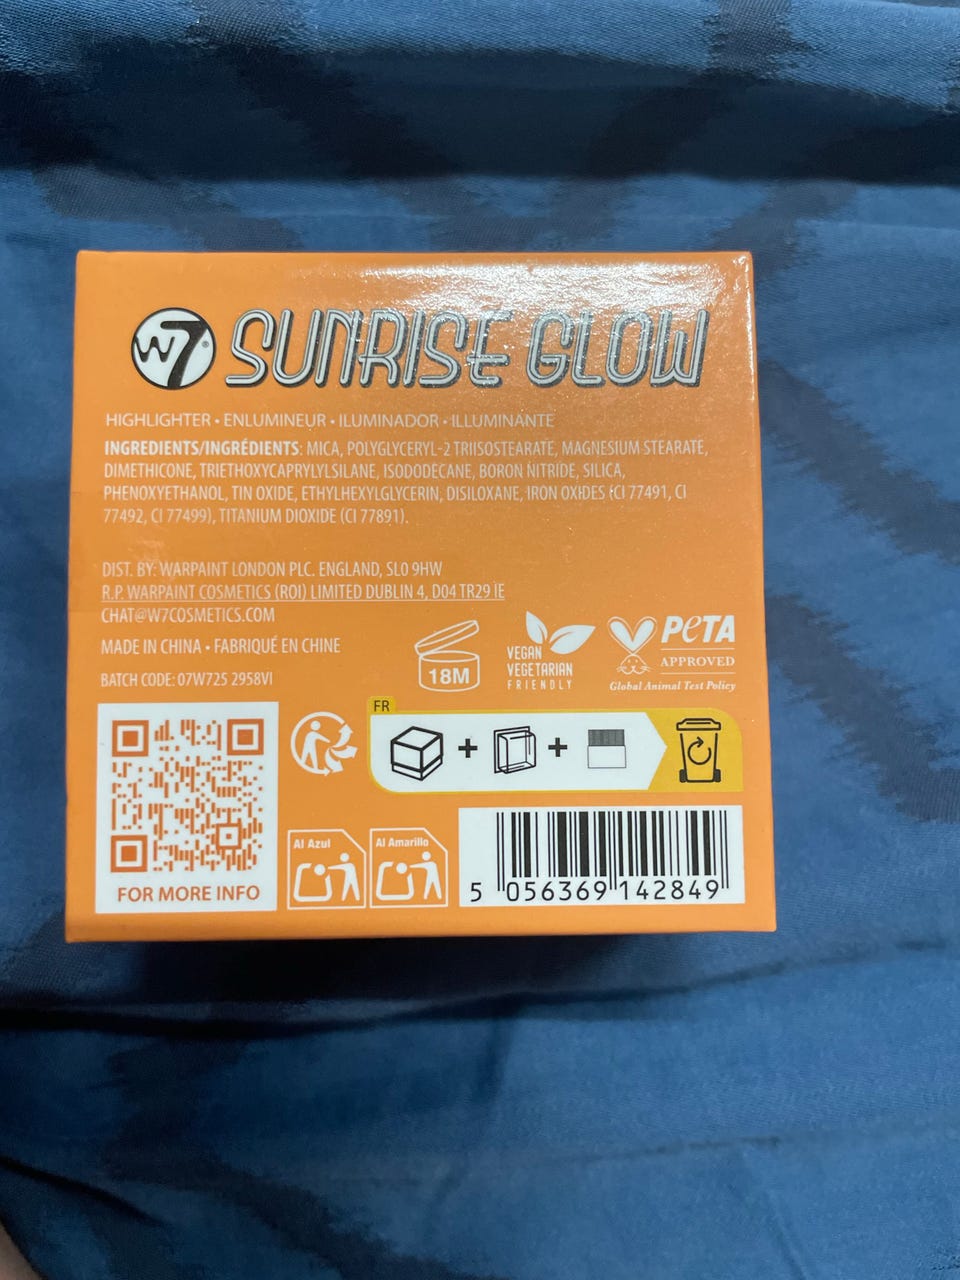 W7® SUNRISE GLOW
HIGHLIGHTER • ENLUMINEUR • ILUMINADOR • ILLUMINANTE
INGREDIENTS/INGRÉDIENTS: MICA, POLYGLYCERYL-2 TRIISOSTEARATE, MAGNESIUM STEARATE,
DIMETHICONE, TRIETHOXYCAPRYLYLSILANE, ISODODECANE, BORON NITRIDE, SILICA,
PHENOXYETHANOL, TIN OXIDE, ETHYLHEXYLGLYCERIN, DISILOXANE, IRON OXIDES (CI 77491, CI
77492, CI 77499), TITANIUM DIOXIDE (CI 77891).
DIST. BY: WARPAINT LONDON PLC. ENGLAND, SL0 9HW
R.P. WARPAINT COSMETICS (ROI) LIMITED DUBLIN 4, D04 TR29 IE
CHAT@W7COSMETICS.COM
MADE IN CHINA • FABRIQUÉ EN CHINE
BATCH CODE: 07W725 2958VI
18M
VEGAN
VEGETARIAN
FRIENDLY
PETA
APPROVED
Global Animal Test Policy
FR
FOR MORE INFO
Al Azul
Al Amarillo
5 056369 142849